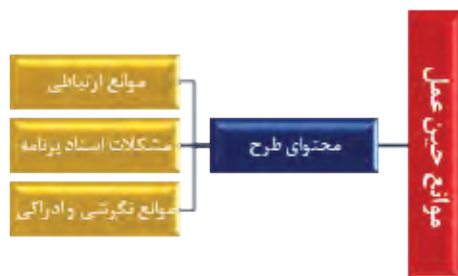 موانع حین عمل
محتوای طرح
موانع ارتباطی
مشکلات اسناد برنامه
موانع نگرشی و ادراکی